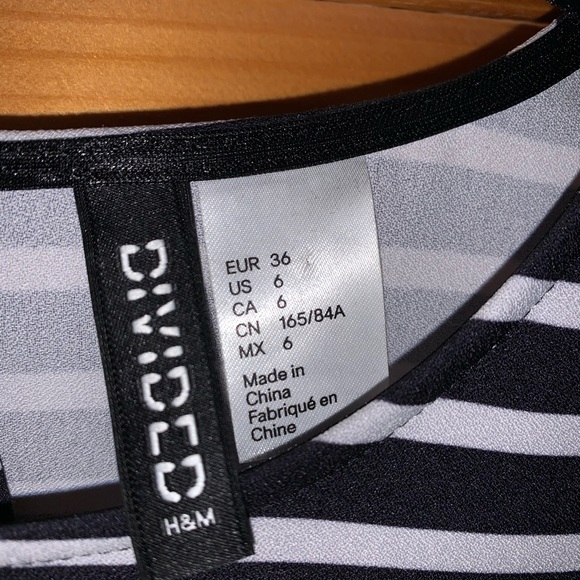 DIVIDED
H&M
EUR 36
US 6
CA 6
CN 165/84A
MX 6
Made in
China
Fabriqué en
Chine